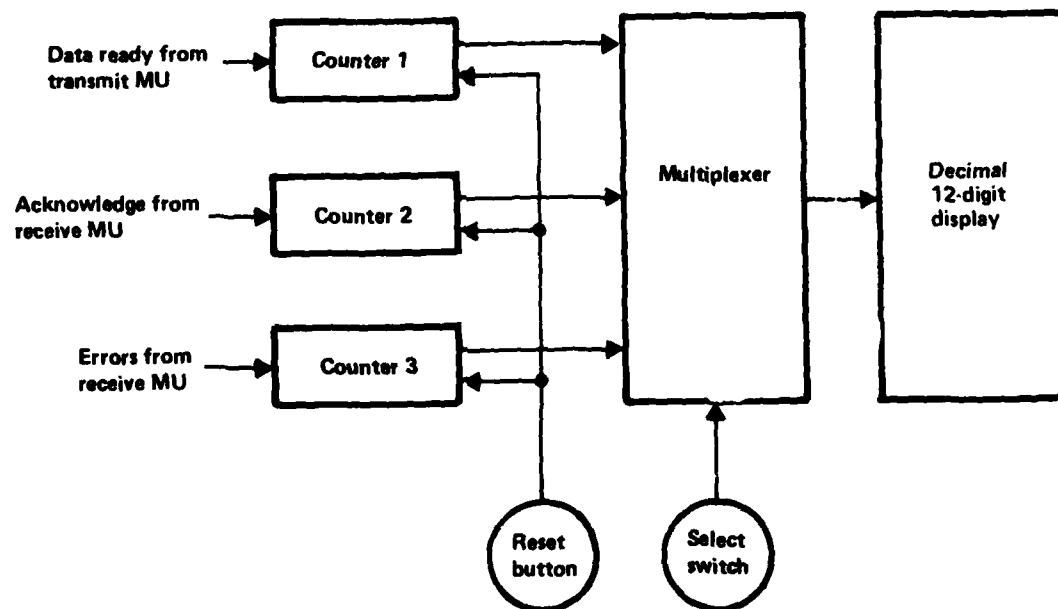 Data ready from
transmit MU
Counter 1
Acknowledge from
receive MU
Counter 2
Errors from
receive MU
Counter 3
Multiplexer
Decimal
12-digit
display
Reset
button
Select
switch